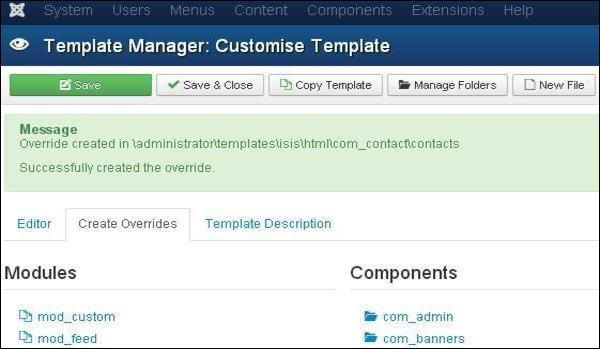 System Users Menus Content Components Extensions Help
Template Manager: Customise Template
Save Save & Close Copy Template Manage Folders New File
Message
Override created in \administrator\templates\isis\html\com_contact\contacts
Successfully created the override.
Editor Create Overrides Template Description
Modules Components
mod_custom com_admin
mod_feed com_banners